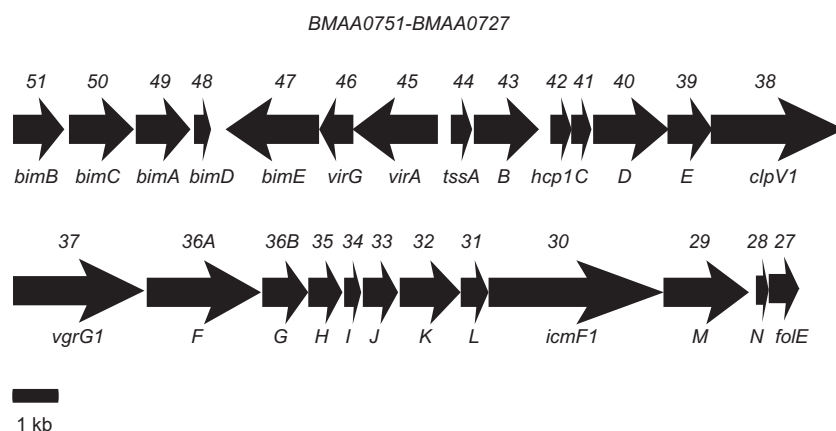 BMAA0751-BMAA0727
51 50 49 48 47 46 45 44 43 42 41 40 39 38
bimB bimC bimA bimD bimE virG virA tssA B hcp1 C D E clpV1
37 36A 36B 35 34 33 32 31 30 29 28 27
vgrG1 F G H I J K L icmF1 M N folE
1 kb